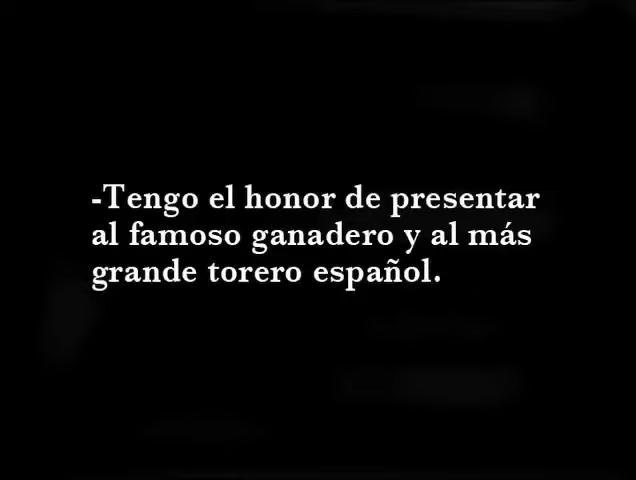 -Tengo el honor de presentar
al famoso ganadero y al más
grande torero español.